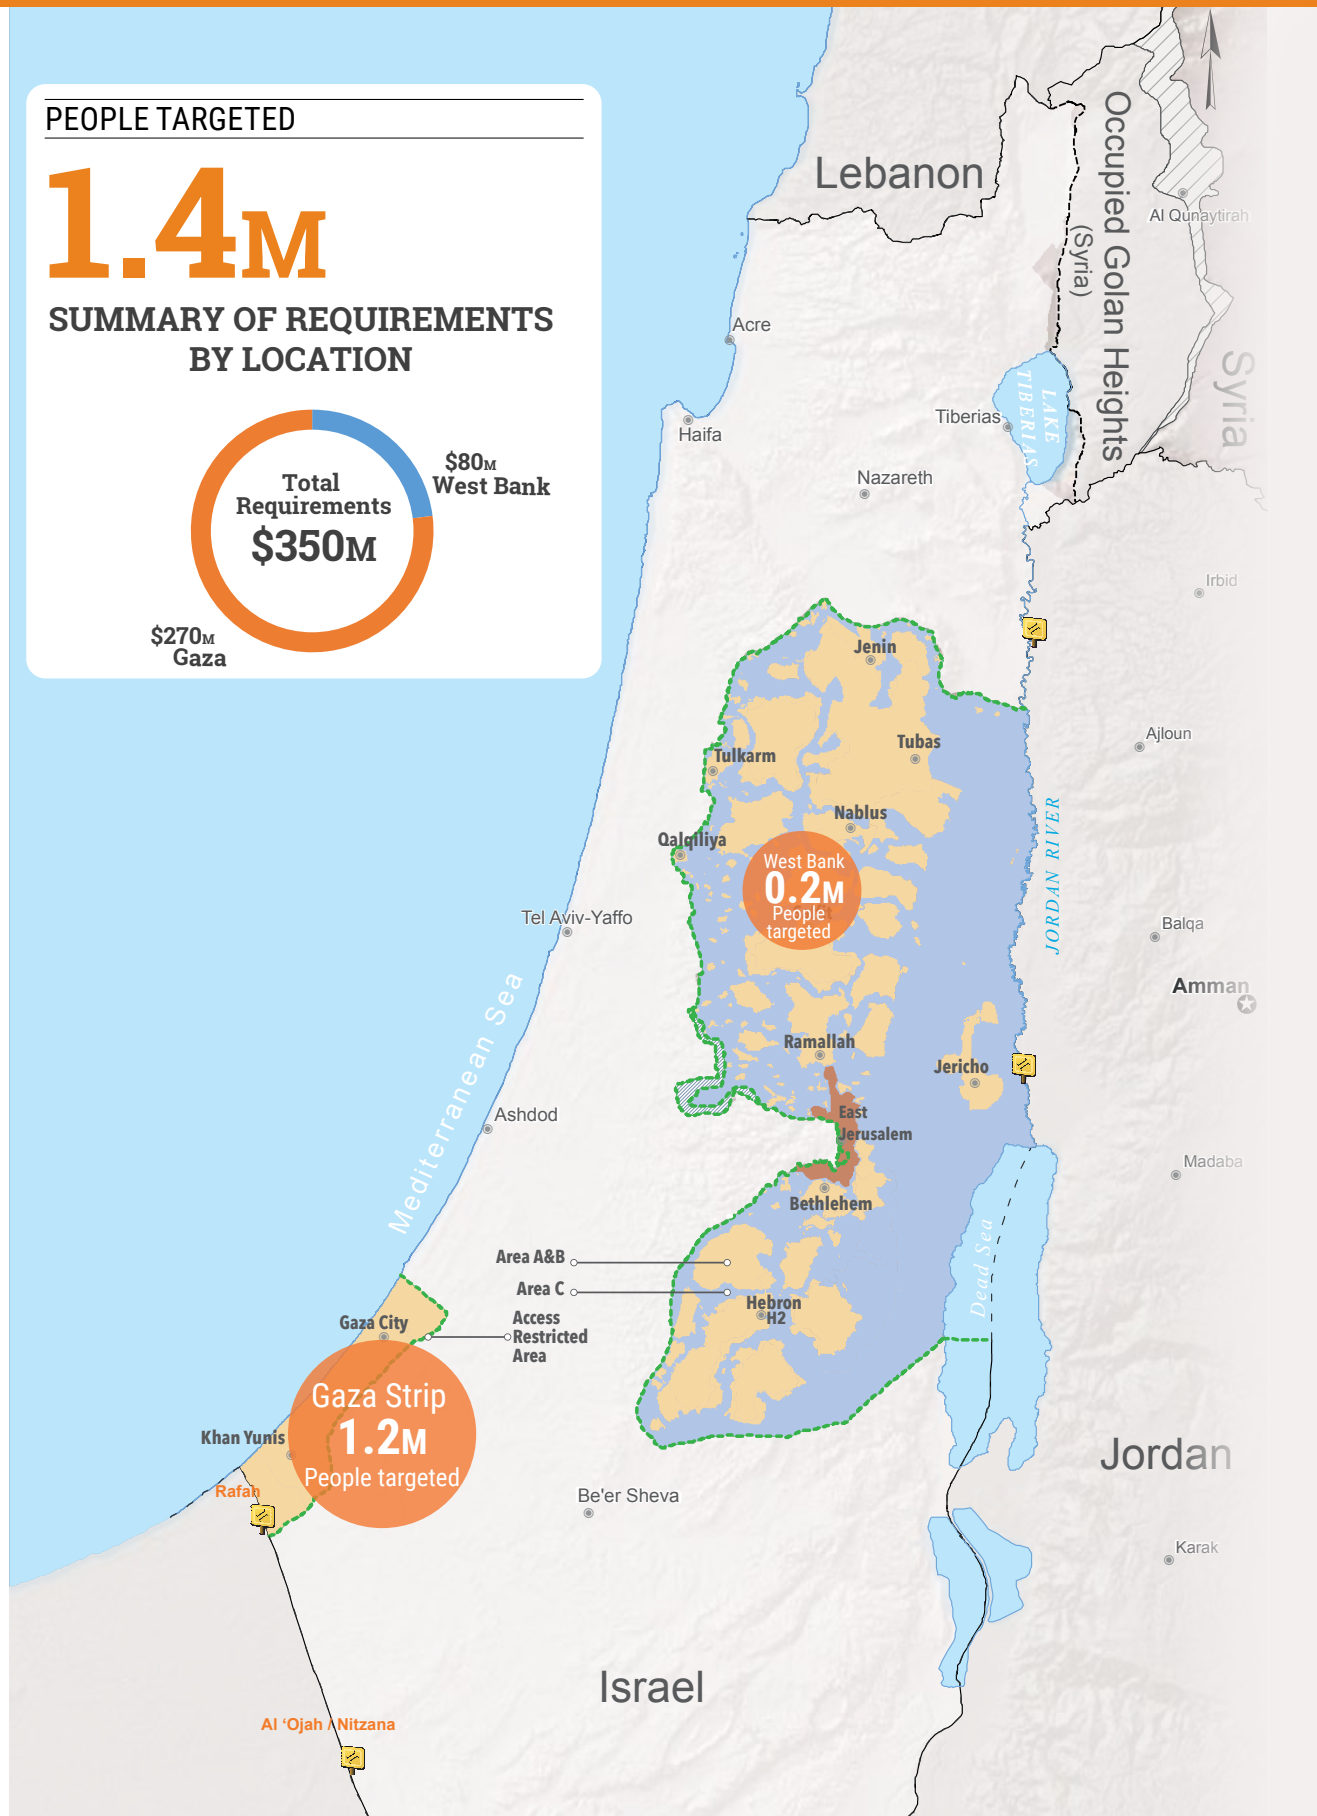 PEOPLE TARGETED
1.4M
SUMMARY OF REQUIREMENTS
BY LOCATION
Total
Requirements
$350M
$80M
West Bank
$270M
Gaza
Lebanon
Occupied Golan Heights
(Syria)
Al Qunaytirah
Syria
Acre
Haifa
Tiberias
LAKE
TIBERIAS
Nazareth
Irbid
Jenin
Tulkarm
Tubas
Ajloun
Nablus
Qalqiliya
West Bank
0.2M
People
targeted
JORDAN RIVER
Tel Aviv-Yaffo
Balqa
Amman
Mediterranean Sea
Ramallah
Jericho
Ashdod
East
Jerusalem
Madaba
Bethlehem
Dead Sea
Area A&B
Area C
Hebron
H2
Access
Restricted
Area
Gaza City
Gaza Strip
1.2M
People targeted
Khan Yunis
Rafah
Jordan
Be'er Sheva
Karak
Israel
Al ‘Ojah / Nitzana